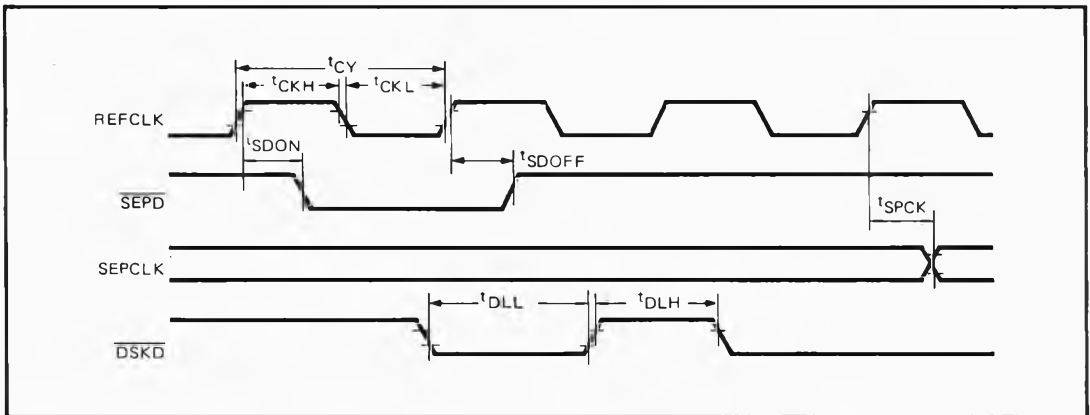 tCY
tCKH tCKL
REFCLK
tSDON tSDOFF
SEPD
tSPCK
SEPCLK
tDLL tDLH
DSKD